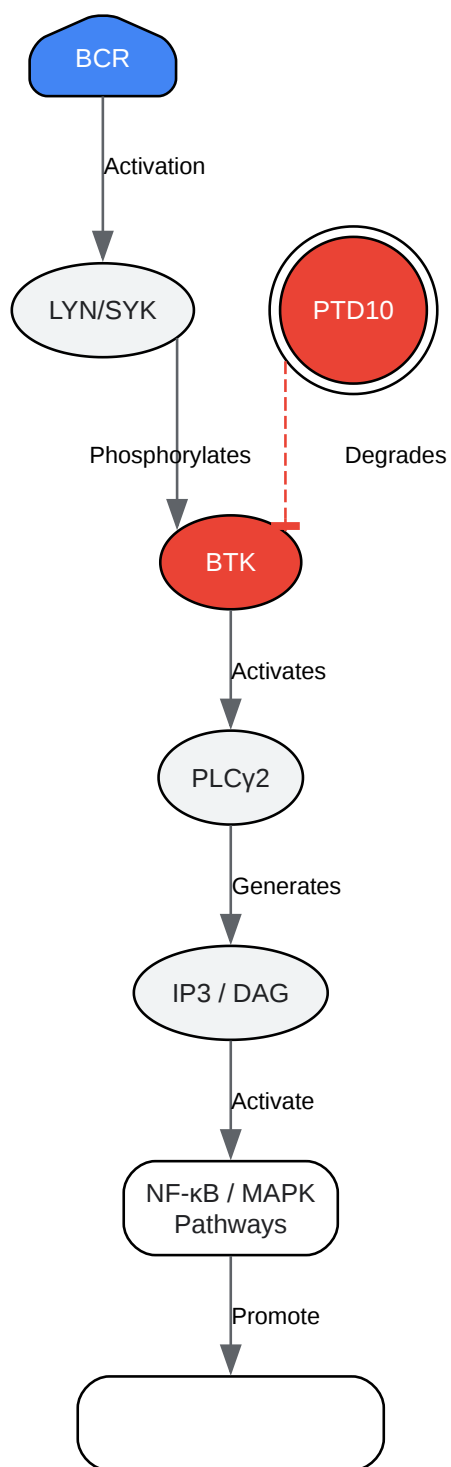 BCR
Activation
LYN/SYK
PTD10
Phosphorylates
Degrades
BTK
Activates
PLCγ2
Generates
IP3 / DAG
Activate
NF-κB / MAPK
Pathways
Promote